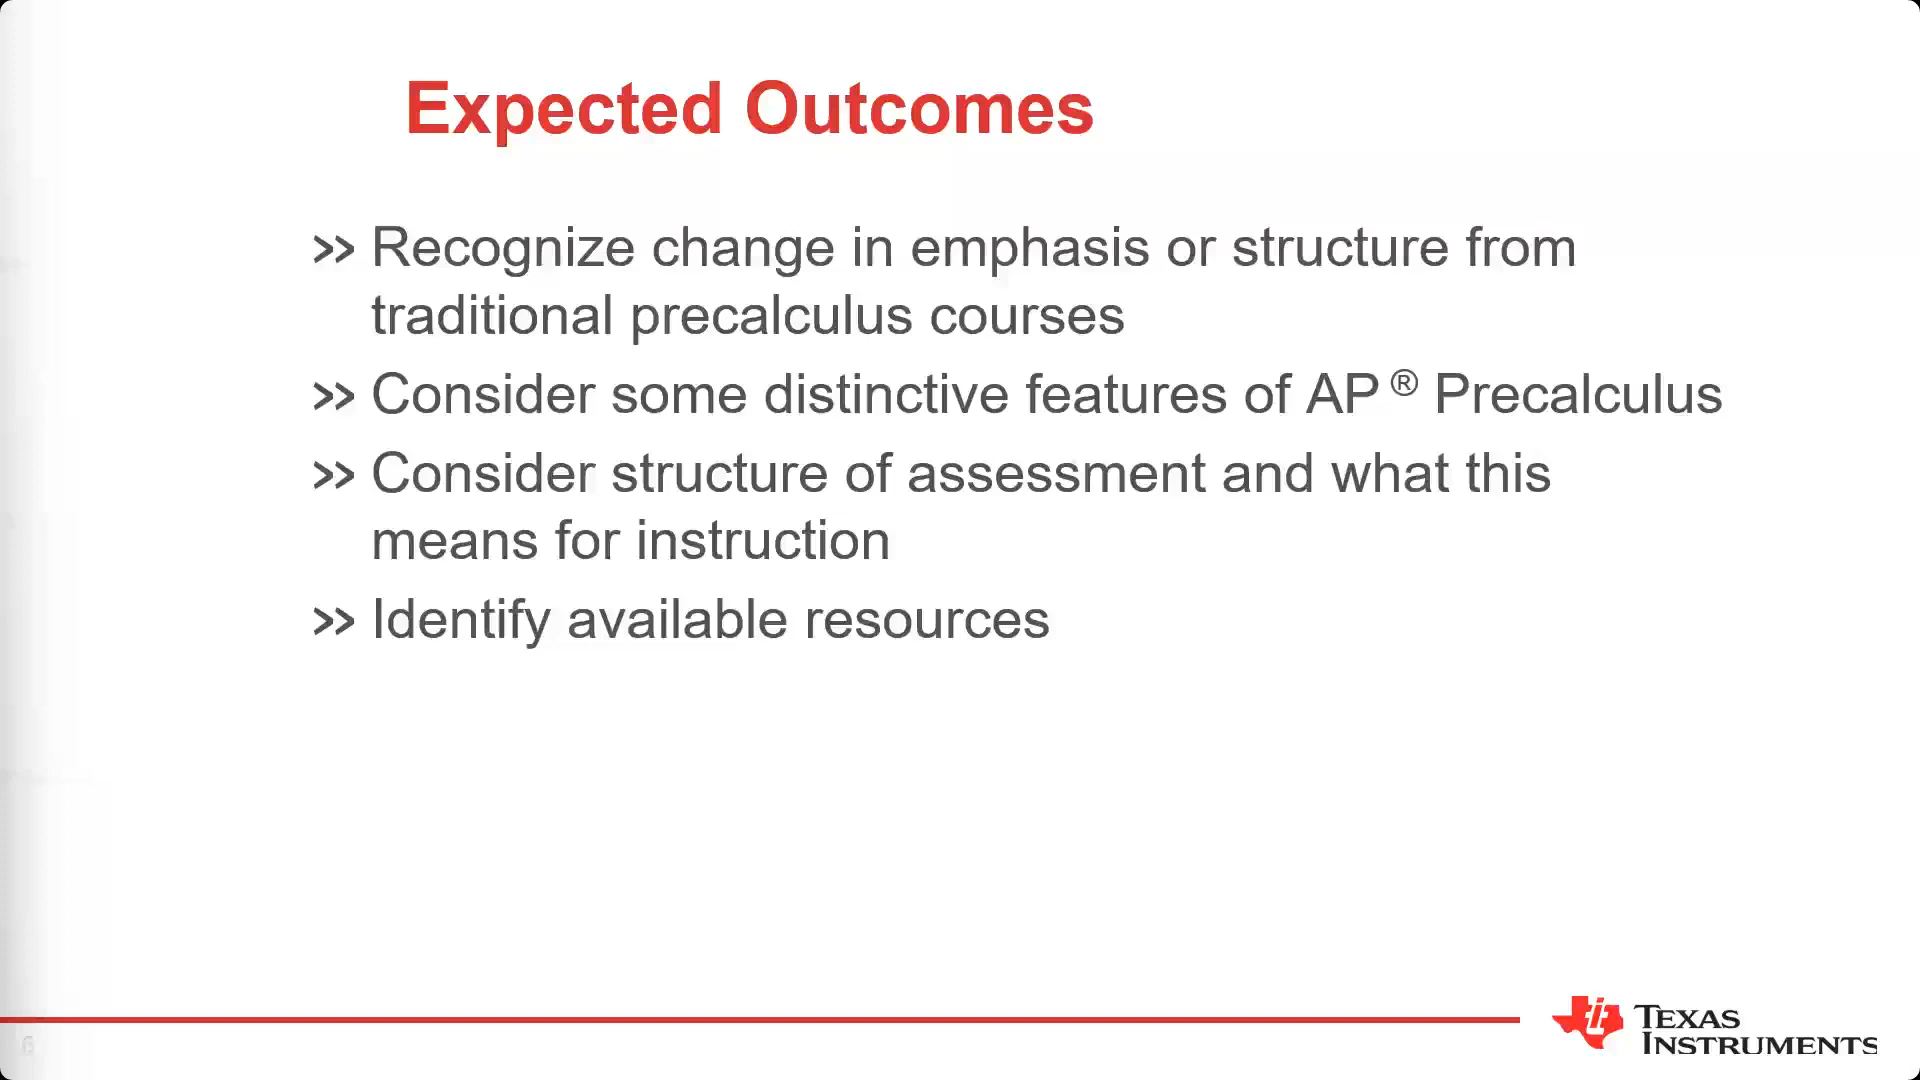 Expected Outcomes
>> Recognize change in emphasis or structure from
traditional precalculus courses
>> Consider some distinctive features of AP ® Precalculus
>> Consider structure of assessment and what this
means for instruction
>> Identify available resources
6
TEXAS
INSTRUMENTS